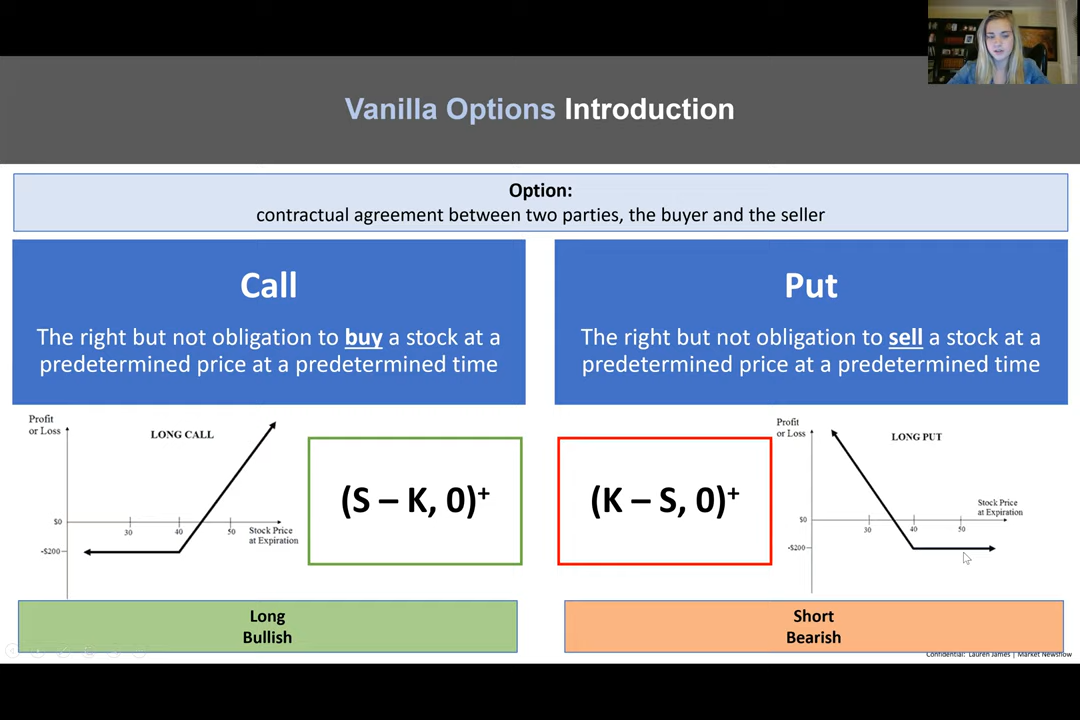 Vanilla Options Introduction
Option:
contractual agreement between two parties, the buyer and the seller
Call
The right but not obligation to buy a stock at a
predetermined price at a predetermined time
Put
The right but not obligation to sell a stock at a
predetermined price at a predetermined time
Profit
or Loss
LONG CALL
$0
30
40
50
Stock Price
at Expiration
-$200
(S – K, 0)⁺
(K – S, 0)⁺
Profit
or Loss
LONG PUT
Stock Price
at Expiration
$0
30
40
50
-$200
Long
Bullish
Short
Bearish
Confidential: Lauren James | Market Newsflow